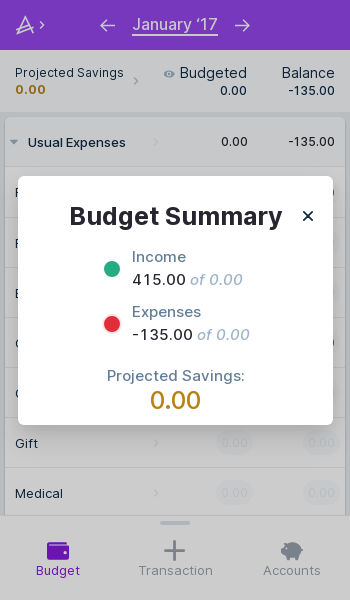 January ‘17
Projected Savings
0.00
Budgeted
0.00
Balance
-135.00
Usual Expenses
0.00
-135.00
Budget Summary
Income
415.00 of 0.00
Expenses
-135.00 of 0.00
Projected Savings:
0.00
Gift
0.00
0.00
Medical
0.00
0.00
Budget
Transaction
Accounts